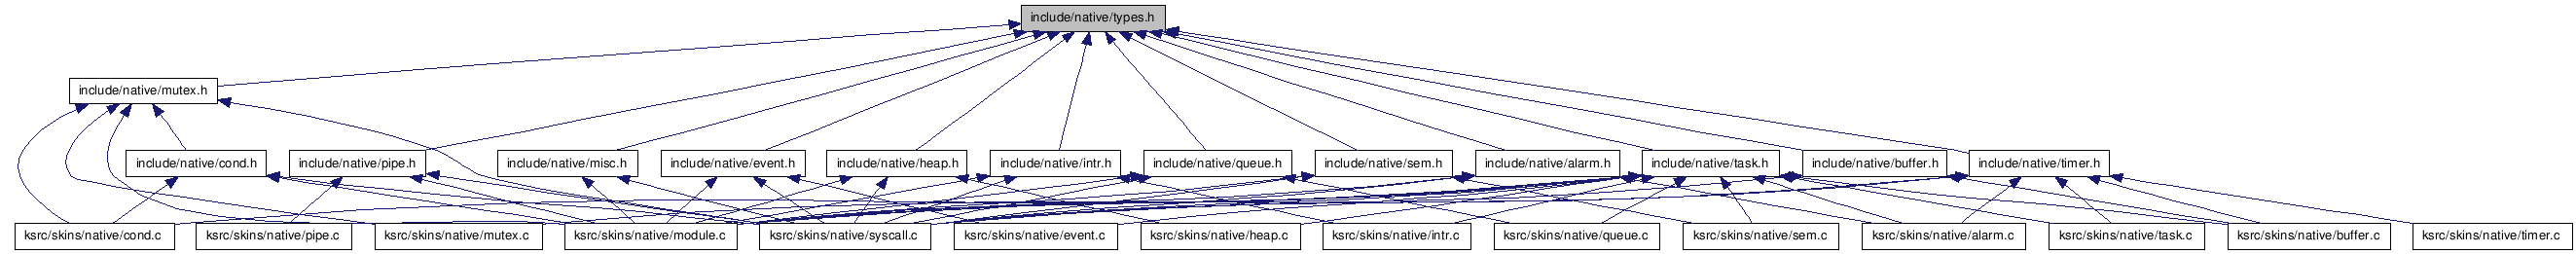 include/native/types.h
include/native/mutex.h
include/native/cond.h
include/native/pipe.h
include/native/misc.h
include/native/event.h
include/native/heap.h
include/native/intr.h
include/native/queue.h
include/native/sem.h
include/native/alarm.h
include/native/task.h
include/native/buffer.h
include/native/timer.h
ksrc/skins/native/cond.c
ksrc/skins/native/pipe.c
ksrc/skins/native/mutex.c
ksrc/skins/native/module.c
ksrc/skins/native/syscall.c
ksrc/skins/native/event.c
ksrc/skins/native/heap.c
ksrc/skins/native/intr.c
ksrc/skins/native/queue.c
ksrc/skins/native/sem.c
ksrc/skins/native/alarm.c
ksrc/skins/native/task.c
ksrc/skins/native/buffer.c
ksrc/skins/native/timer.c